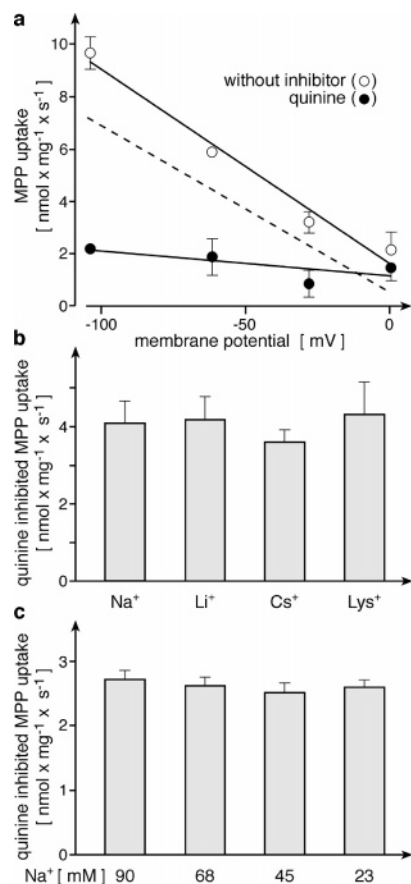 a
10
8
6
4
2
0
MPP uptake
[ nmol x mg⁻¹ x s⁻¹ ]
without inhibitor (○)
quinine (●)
-100
-50
0
membrane potential [ mV ]
b
4
2
0
quinine inhibited MPP uptake
[ nmol x mg⁻¹ x s⁻¹ ]
Na⁺ Li⁺ Cs⁺ Lys⁺
c
3
2
1
0
quinine inhibited MPP uptake
[ nmol x mg⁻¹ x s⁻¹ ]
Na⁺ [ mM ] 90 68 45 23